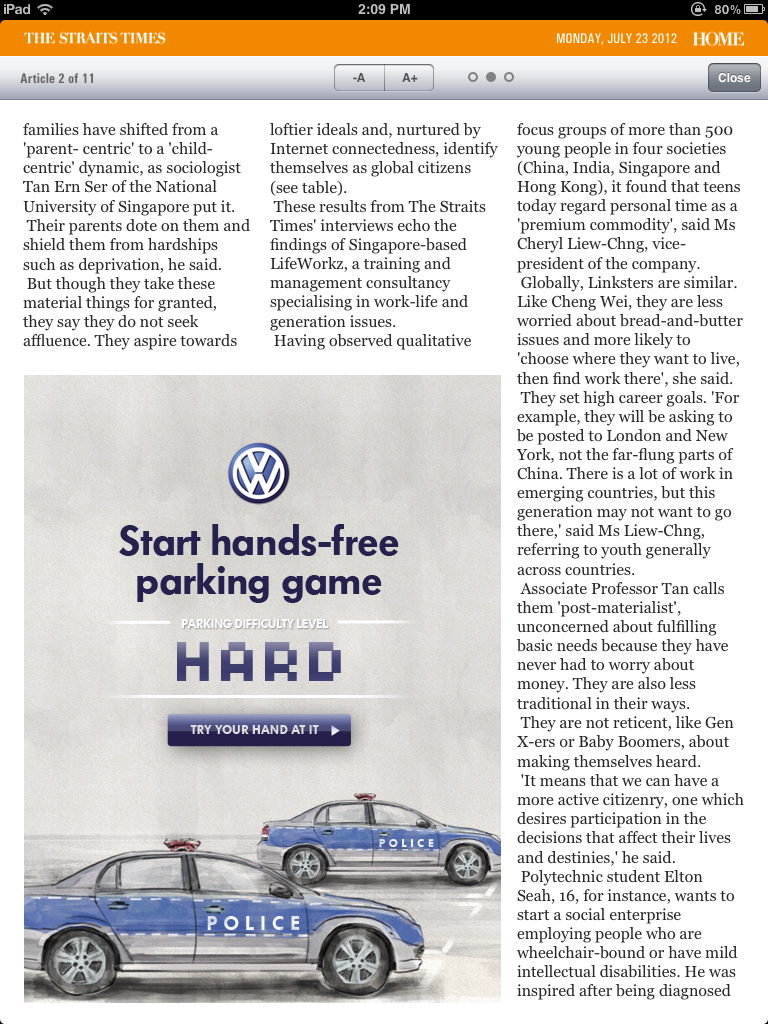 iPad
2:09 PM
80%
THE STRAITS TIMES
MONDAY, JULY 23 2012
HOME
Article 2 of 11
-A
A+
Close
families have shifted from a
'parent- centric' to a 'child-
centric' dynamic, as sociologist
Tan Ern Ser of the National
University of Singapore put it.
Their parents dote on them and
shield them from hardships
such as deprivation, he said.
But though they take these
material things for granted,
they say they do not seek
affluence. They aspire towards
loftier ideals and, nurtured by
Internet connectedness, identify
themselves as global citizens
(see table).
These results from The Straits
Times' interviews echo the
findings of Singapore-based
LifeWorkz, a training and
management consultancy
specialising in work-life and
generation issues.
Having observed qualitative
focus groups of more than 500
young people in four societies
(China, India, Singapore and
Hong Kong), it found that teens
today regard personal time as a
'premium commodity', said Ms
Cheryl Liew-Chng, vice-
president of the company.
Globally, Linksters are similar.
Like Cheng Wei, they are less
worried about bread-and-butter
issues and more likely to
'choose where they want to live,
then find work there', she said.
They set high career goals. 'For
example, they will be asking to
be posted to London and New
York, not the far-flung parts of
China. There is a lot of work in
emerging countries, but this
generation may not want to go
there,' said Ms Liew-Chng,
referring to youth generally
across countries.
Associate Professor Tan calls
them 'post-materialist',
unconcerned about fulfilling
basic needs because they have
never had to worry about
money. They are also less
traditional in their ways.
They are not reticent, like Gen
X-ers or Baby Boomers, about
making themselves heard.
'It means that we can have a
more active citizenry, one which
desires participation in the
decisions that affect their lives
and destinies,' he said.
Polytechnic student Elton
Seah, 16, for instance, wants to
start a social enterprise
employing people who are
wheelchair-bound or have mild
intellectual disabilities. He was
inspired after being diagnosed
Start hands-free
parking game
PARKING DIFFICULTY LEVEL
HARD
TRY YOUR HAND AT IT
POLICE
POLICE